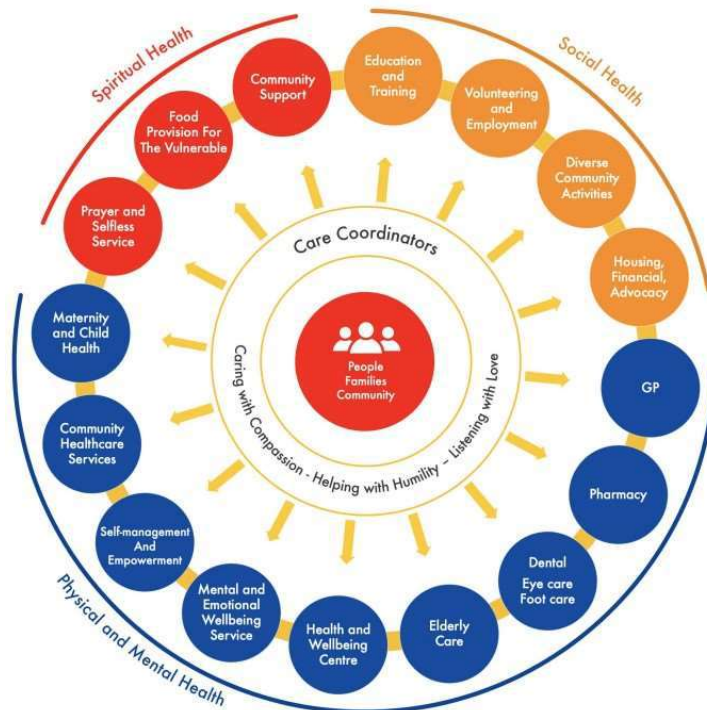 Spiritual Health
Social Health
Physical and Mental Health
Community
Support
Education
and
Training
Volunteering
and
Employment
Diverse
Community
Activities
Housing,
Financial,
Advocacy
GP
Pharmacy
Dental
Eye care
Foot care
Elderly
Care
Health and
Wellbeing
Centre
Mental and
Emotional
Wellbeing
Service
Self-management
And
Empowerment
Community
Healthcare
Services
Maternity
and Child
Health
Prayer and
Selfless
Service
Food
Provision For
The Vulnerable
Care Coordinators
Caring with Compassion - Helping with Humility – Listening with Love
People
Families
Community